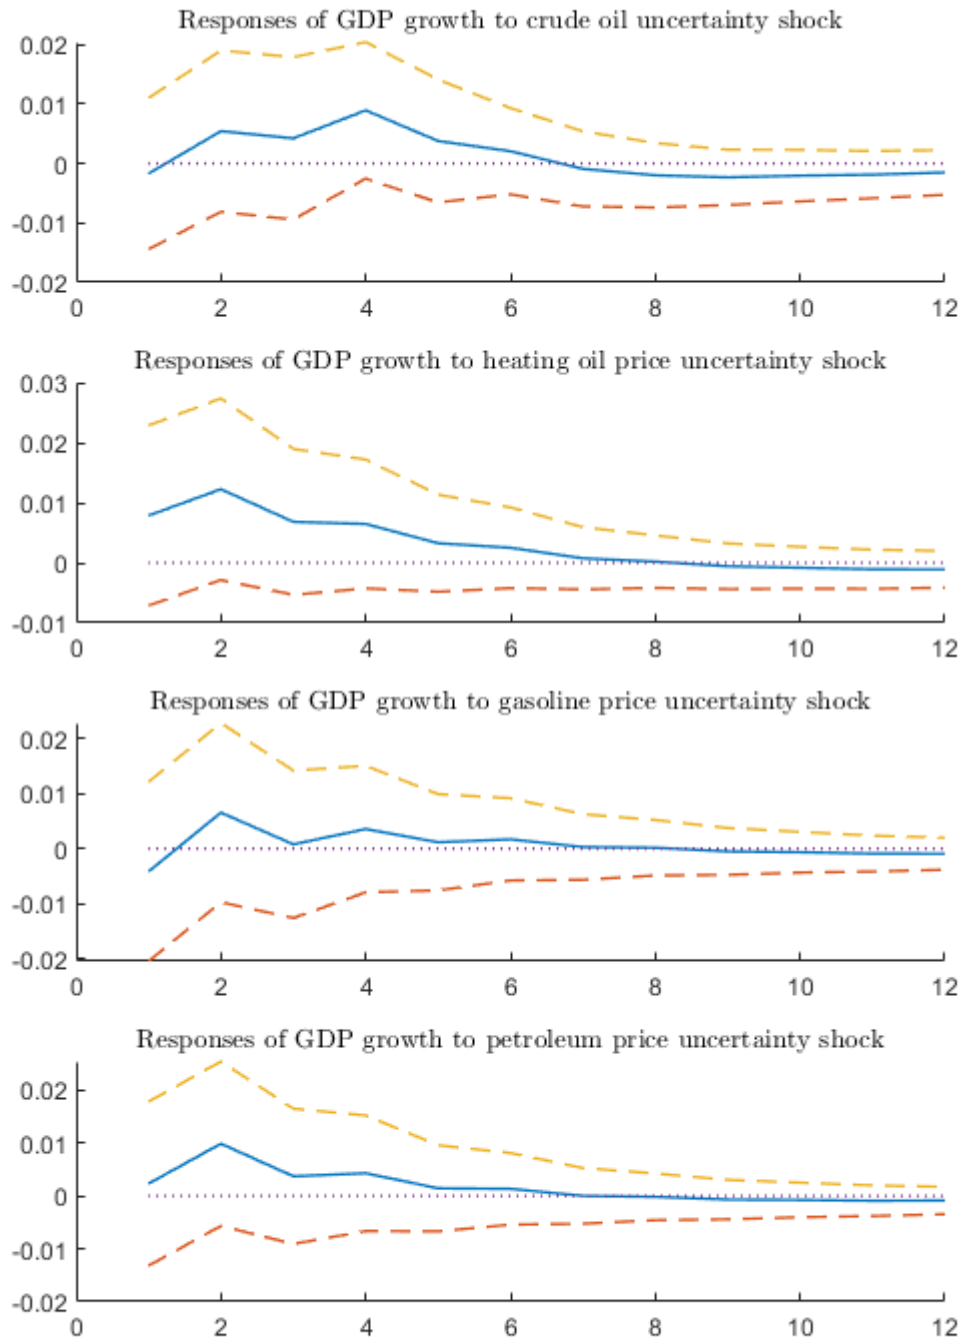 Responses of GDP growth to crude oil uncertainty shock
0.02
0.01
0
-0.01
-0.02
0 2 4 6 8 10 12
Responses of GDP growth to heating oil price uncertainty shock
0.03
0.02
0.01
0
-0.01
0 2 4 6 8 10 12
Responses of GDP growth to gasoline price uncertainty shock
0.02
0.01
0
-0.01
-0.02
0 2 4 6 8 10 12
Responses of GDP growth to petroleum price uncertainty shock
0.02
0.01
0
-0.01
-0.02
0 2 4 6 8 10 12